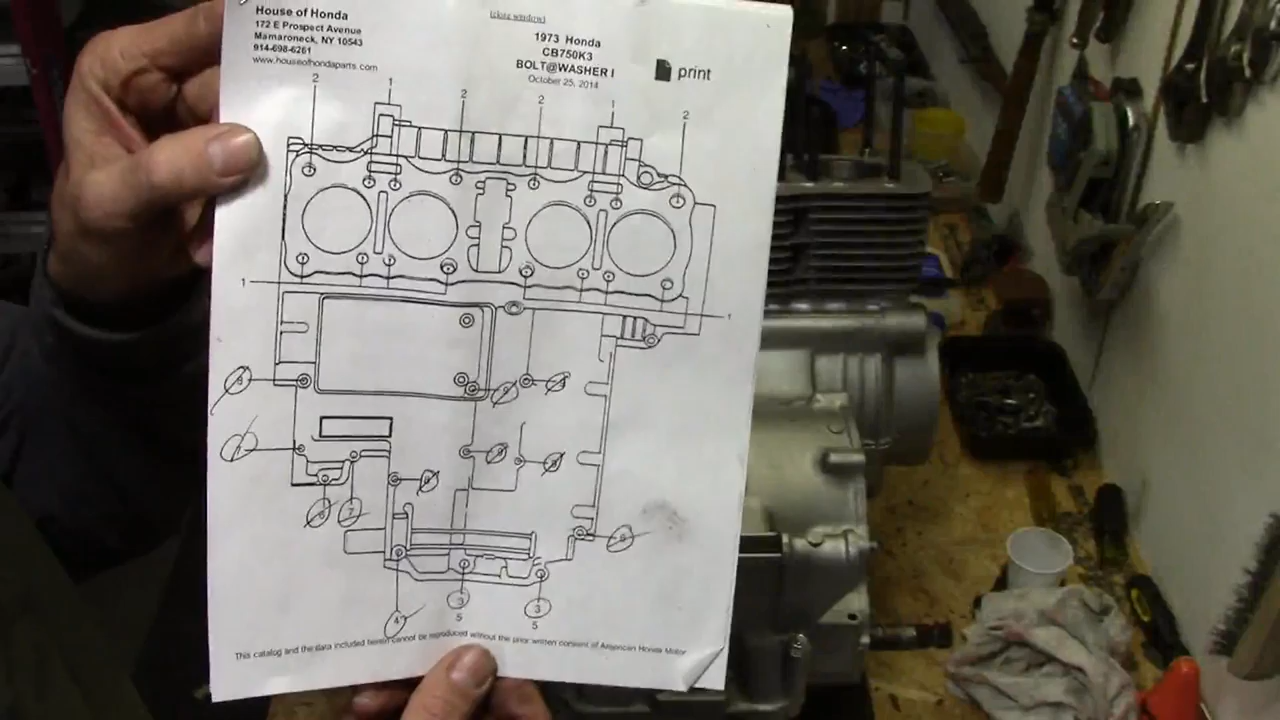 House of Honda
172 E Prospect Avenue
Mamaroneck, NY 10543
914-698-6261
www.houseofhondaparts.com
[close window]
1973 Honda
CB750K3
BOLT@WASHER I
October 25, 2014
print
2 1 2 2 1 2
1
1
7
4
3
3
5
5
This catalog and the data included herein cannot be reproduced without the prior written consent of American Honda Motor